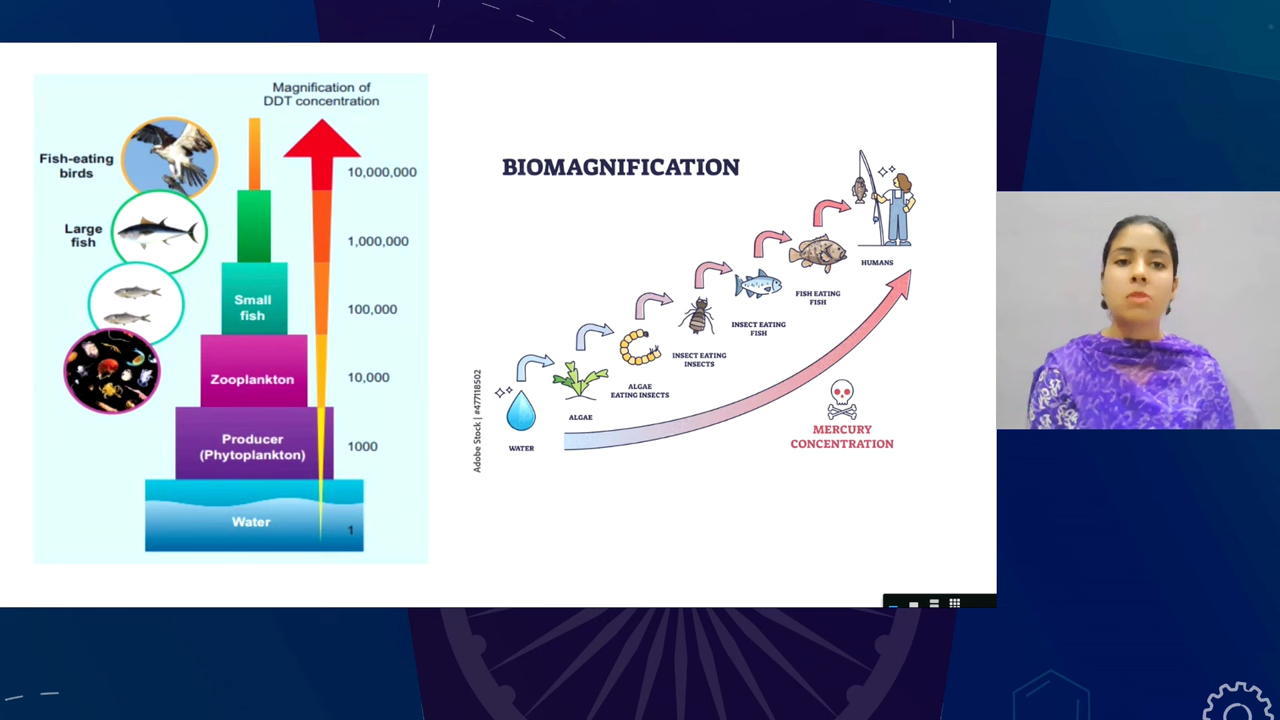 Magnification of
DDT concentration
Fish-eating
birds
10,000,000
Large
fish
1,000,000
Small
fish
100,000
Zooplankton
10,000
Producer
(Phytoplankton)
1000
Water
1
BIOMAGNIFICATION
HUMANS
FISH EATING
FISH
INSECT EATING
FISH
INSECT EATING
INSECTS
ALGAE
EATING INSECTS
ALGAE
WATER
MERCURY
CONCENTRATION
Adobe Stock | #477118502